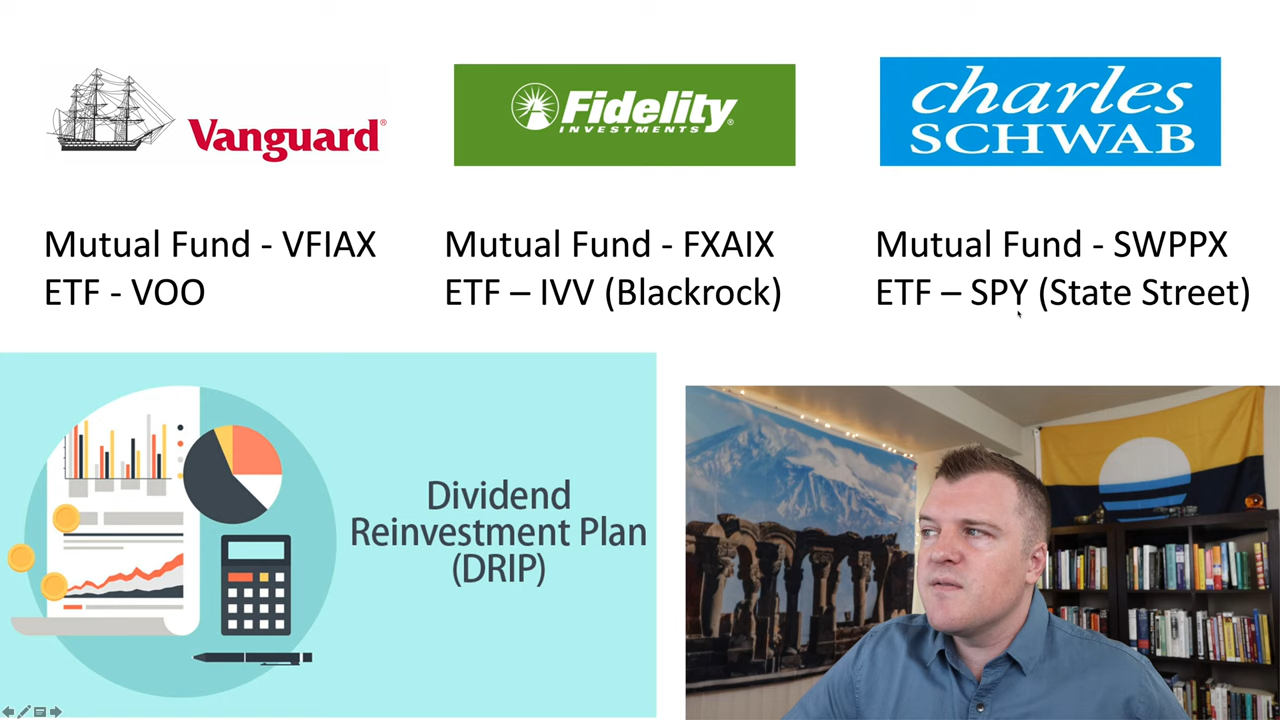 Vanguard®
Fidelity®
INVESTMENTS®
charles
SCHWAB
Mutual Fund - VFIAX
ETF - VOO
Mutual Fund - FXAIX
ETF – IVV (Blackrock)
Mutual Fund - SWPPX
ETF – SPY (State Street)
Dividend
Reinvestment Plan
(DRIP)